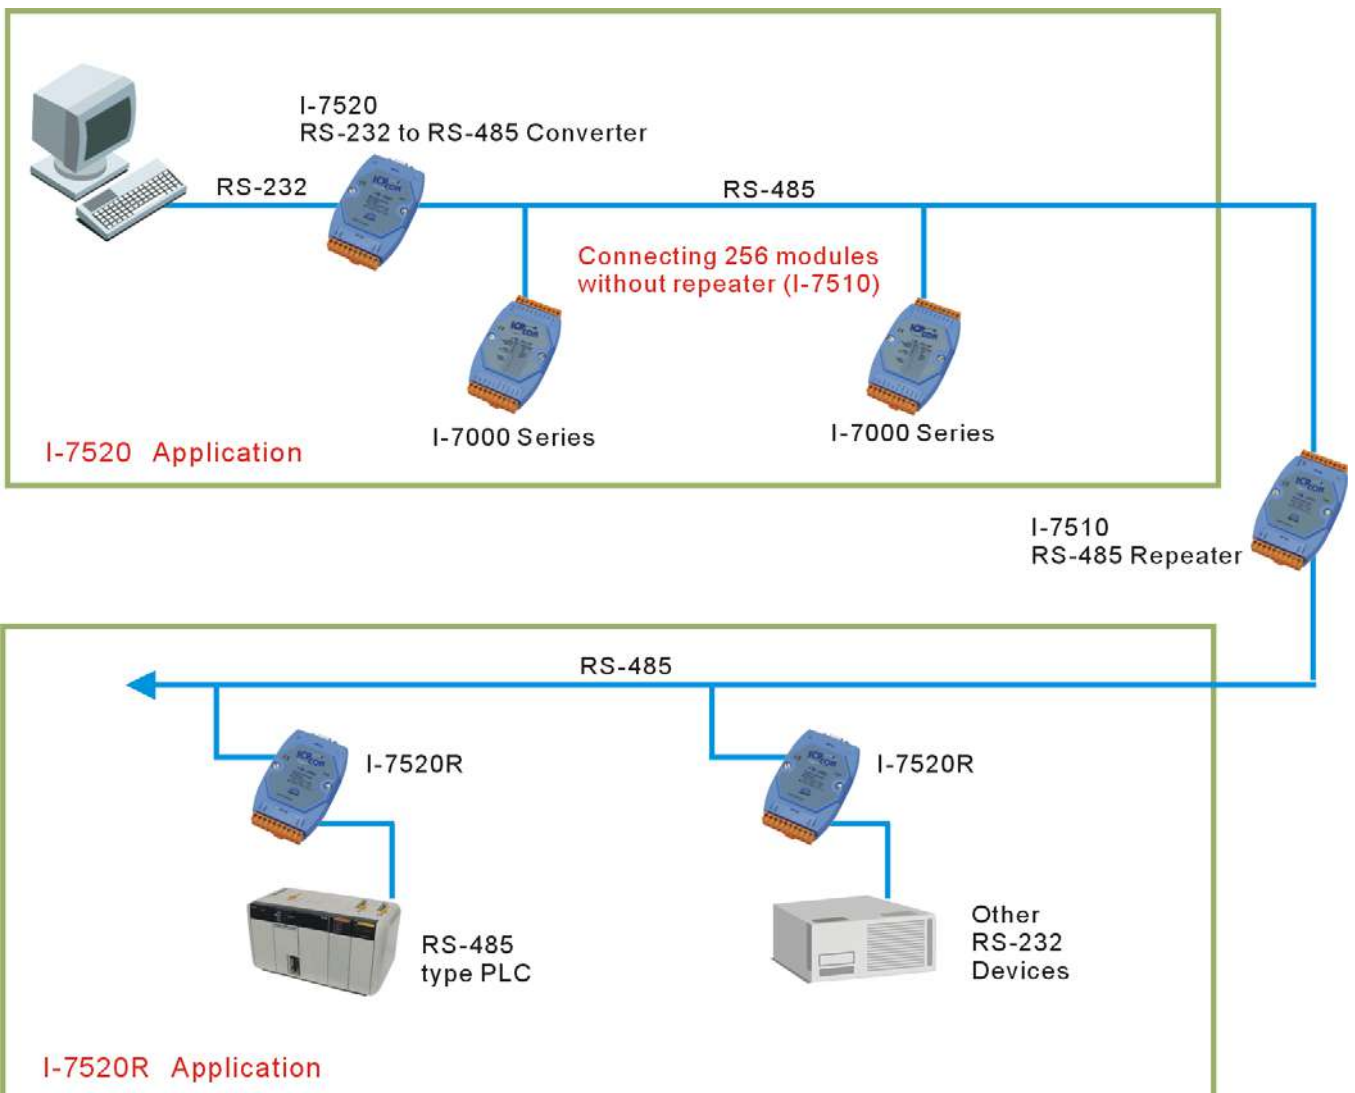 I-7520
RS-232 to RS-485 Converter
RS-232
RS-485
Connecting 256 modules
without repeater (I-7510)
I-7000 Series
I-7000 Series
I-7520 Application
I-7510
RS-485 Repeater
RS-485
I-7520R
I-7520R
RS-485
type PLC
Other
RS-232
Devices
I-7520R Application